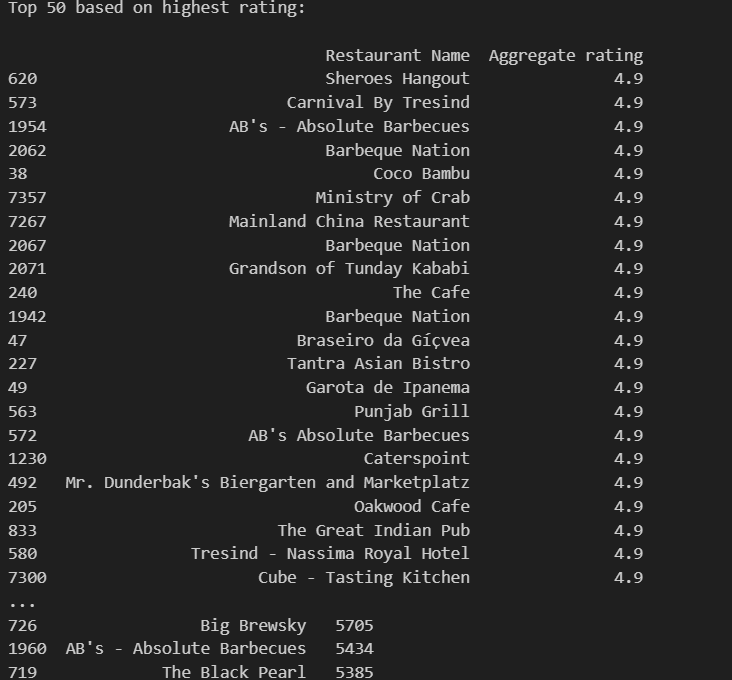 Top 50 based on highest rating:
Restaurant Name Aggregate rating
620 Sheroes Hangout 4.9
573 Carnival By Tresind 4.9
1954 AB's - Absolute Barbecues 4.9
2062 Barbeque Nation 4.9
38 Coco Bambu 4.9
7357 Ministry of Crab 4.9
7267 Mainland China Restaurant 4.9
2067 Barbeque Nation 4.9
2071 Grandson of Tunday Kababi 4.9
240 The Cafe 4.9
1942 Barbeque Nation 4.9
47 Braseiro da Gíçvea 4.9
227 Tantra Asian Bistro 4.9
49 Garota de Ipanema 4.9
563 Punjab Grill 4.9
572 AB's Absolute Barbecues 4.9
1230 Caterspoint 4.9
492 Mr. Dunderbak's Biergarten and Marketplatz 4.9
205 Oakwood Cafe 4.9
833 The Great Indian Pub 4.9
580 Tresind - Nassima Royal Hotel 4.9
7300 Cube - Tasting Kitchen 4.9
...
726 Big Brewsky 5705
1960 AB's - Absolute Barbecues 5434
719 The Black Pearl 5385